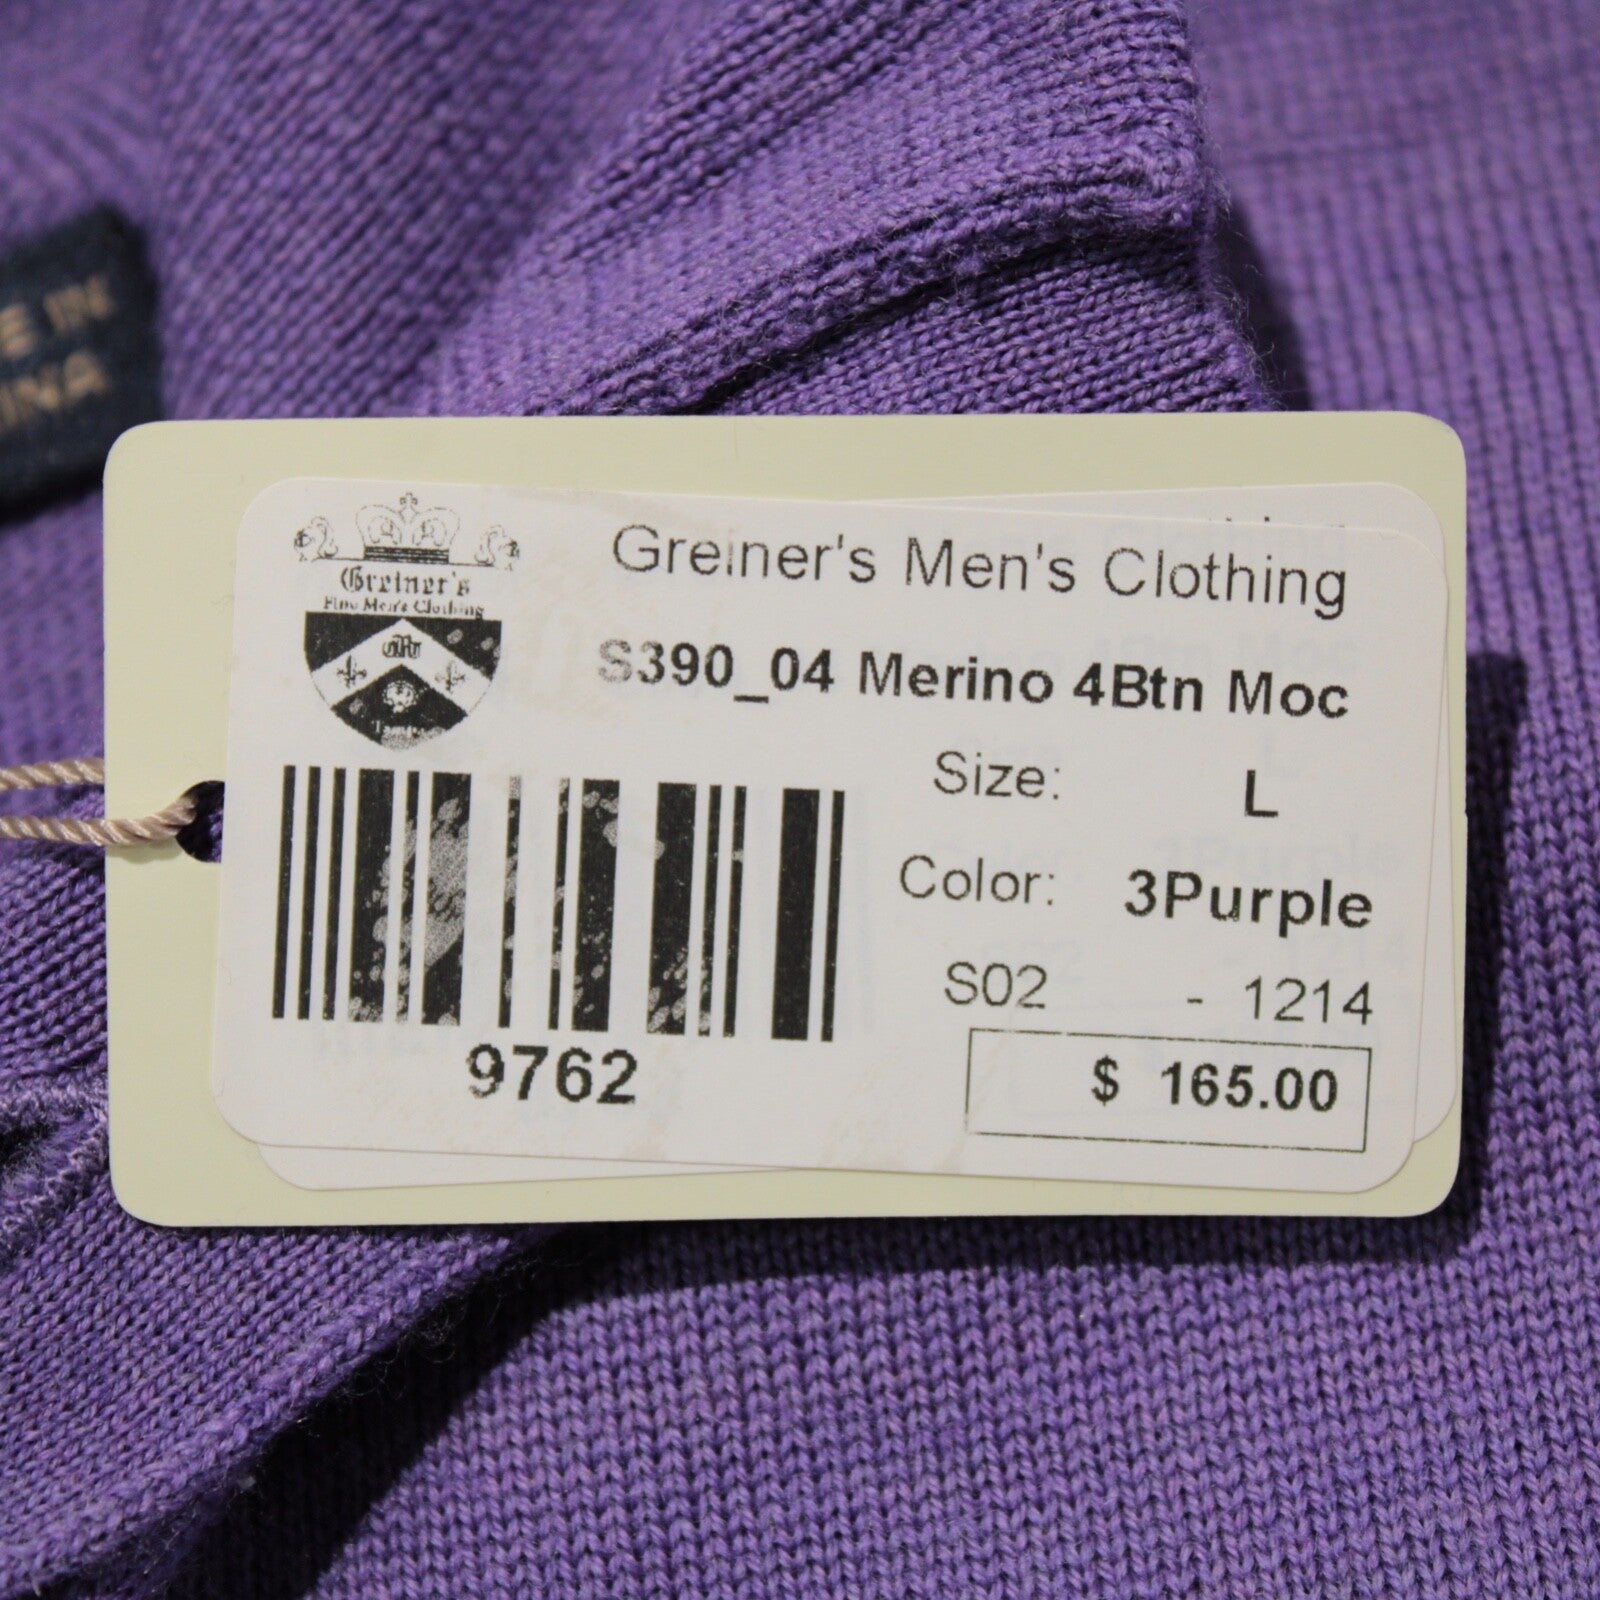 E IN
INA
Greiner's
Fine Men's Clothing
Tampa
Greiner's Men's Clothing
S390_04 Merino 4Btn Moc
Size: L
Color: 3Purple
S02 - 1214
$ 165.00
9762